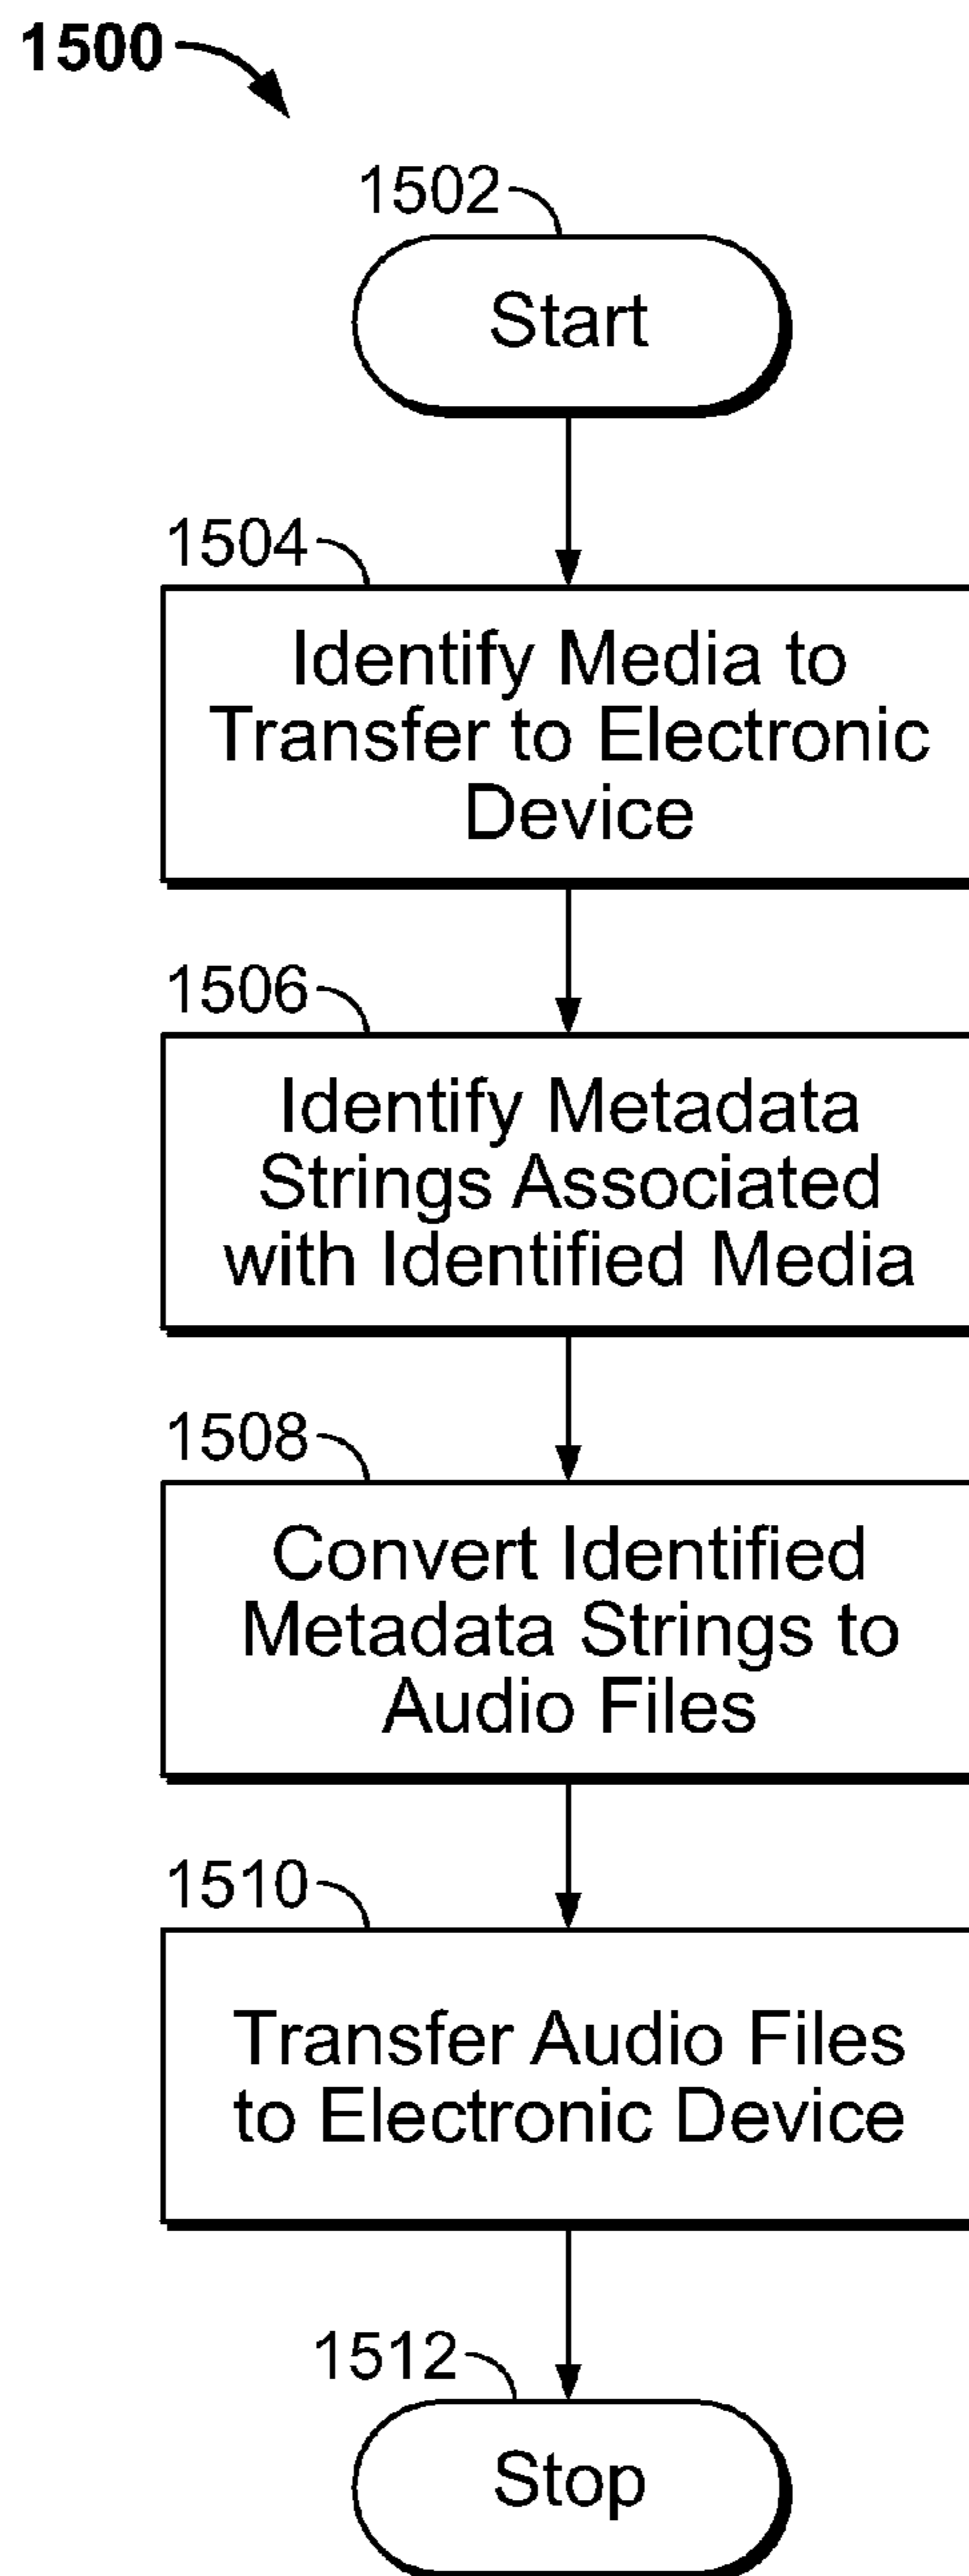 1500
1502
Start
1504
Identify Media to
Transfer to Electronic
Device
1506
Identify Metadata
Strings Associated
with Identified Media
1508
Convert Identified
Metadata Strings to
Audio Files
1510
Transfer Audio Files
to Electronic Device
1512
Stop